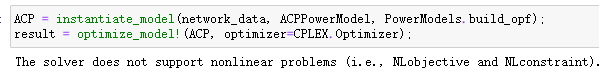 ACP = instantiate_model(network_data, ACPPowerModel, PowerModels.build_opf);
result = optimize_model!(ACP, optimizer=CPLEX.Optimizer);
The solver does not support nonlinear problems (i.e., NLobjective and NLconstraint).